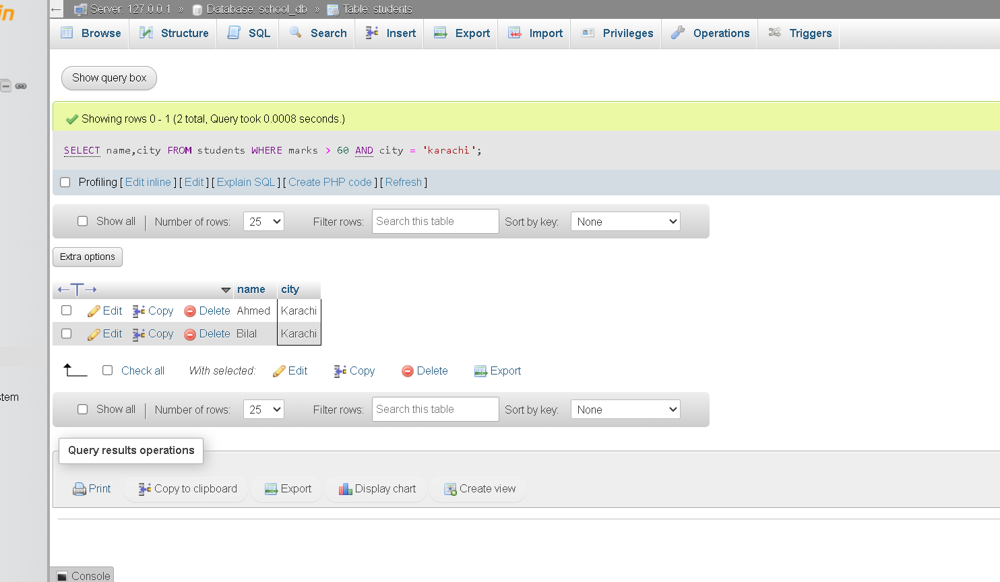 in
← Server: 127.0.0.1 » Database: school_db » Table: students
Browse Structure SQL Search Insert Export Import Privileges Operations Triggers
Show query box
Showing rows 0 - 1 (2 total, Query took 0.0008 seconds.)
SELECT name,city FROM students WHERE marks > 60 AND city = 'karachi';
Profiling [ Edit inline ] [ Edit ] [ Explain SQL ] [ Create PHP code ] [ Refresh ]
Show all Number of rows: 25 Filter rows: Search this table Sort by key: None
Extra options
←T→ name city
Edit Copy Delete Ahmed Karachi
Edit Copy Delete Bilal Karachi
Check all With selected: Edit Copy Delete Export
stem
Show all Number of rows: 25 Filter rows: Search this table Sort by key: None
Query results operations
Print Copy to clipboard Export Display chart Create view
Console